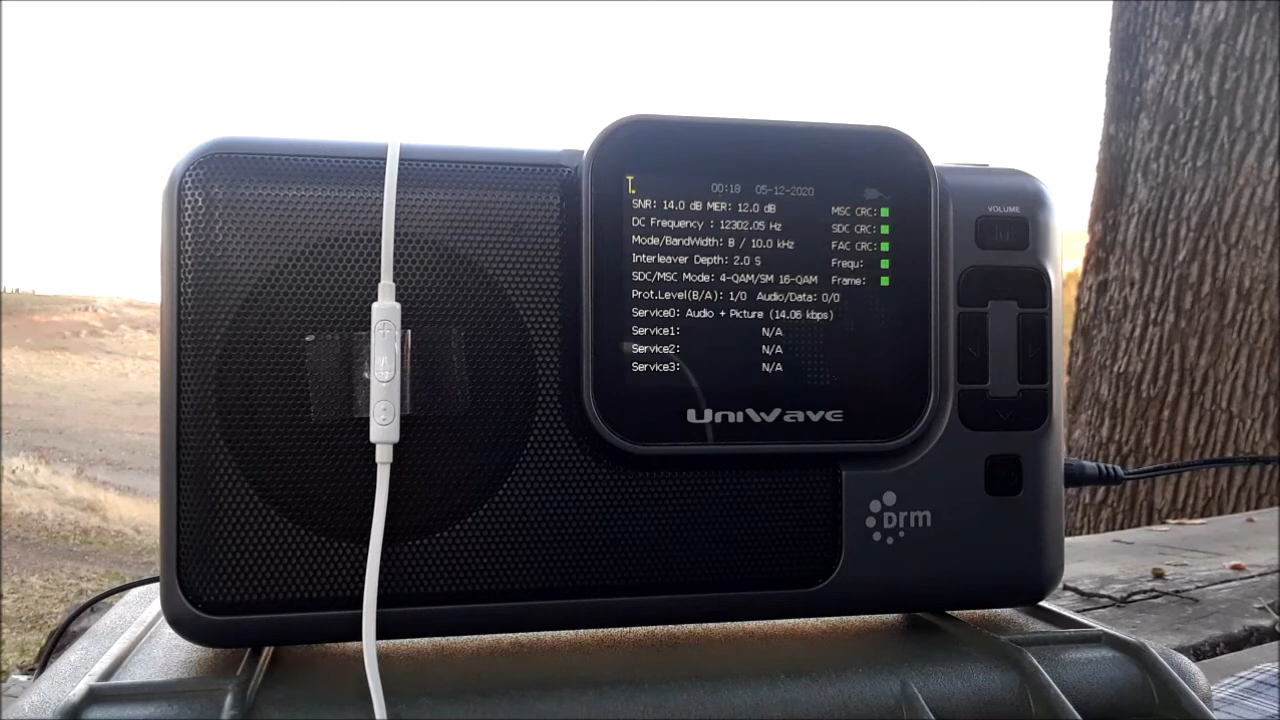 00:18 05-12-2020
SNR: 14.0 dB MER: 12.0 dB
MSC CRC:
DC Frequency : 12302.05 Hz
SDC CRC:
Mode/BandWidth: B / 10.0 kHz
FAC CRC:
Interleaver Depth: 2.0 S
Frequ:
SDC/MSC Mode: 4-QAM/SM 16-QAM
Frame:
Prot.Level(B/A): 1/0 Audio/Data: 0/0
Service0: Audio + Picture (14.06 kbps)
Service1: N/A
Service2: N/A
Service3: N/A
UniWave
VOLUME
DRM